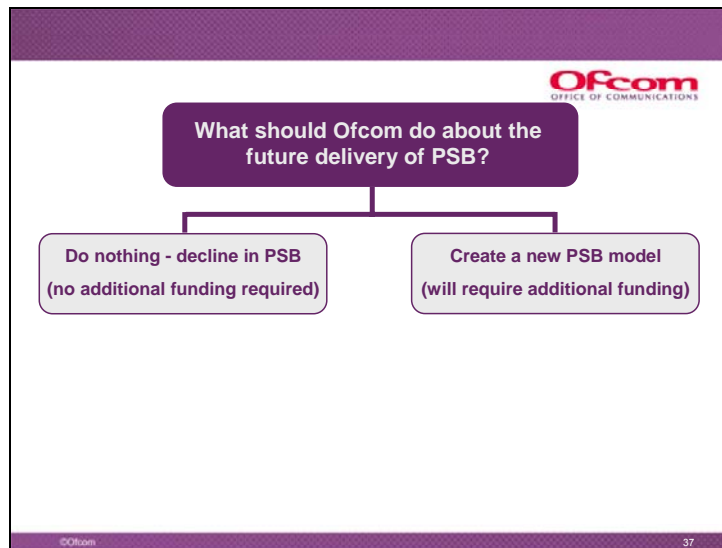 Ofcom
OFFICE OF COMMUNICATIONS
What should Ofcom do about the
future delivery of PSB?
Do nothing - decline in PSB
(no additional funding required)
Create a new PSB model
(will require additional funding)
©Ofcom
37